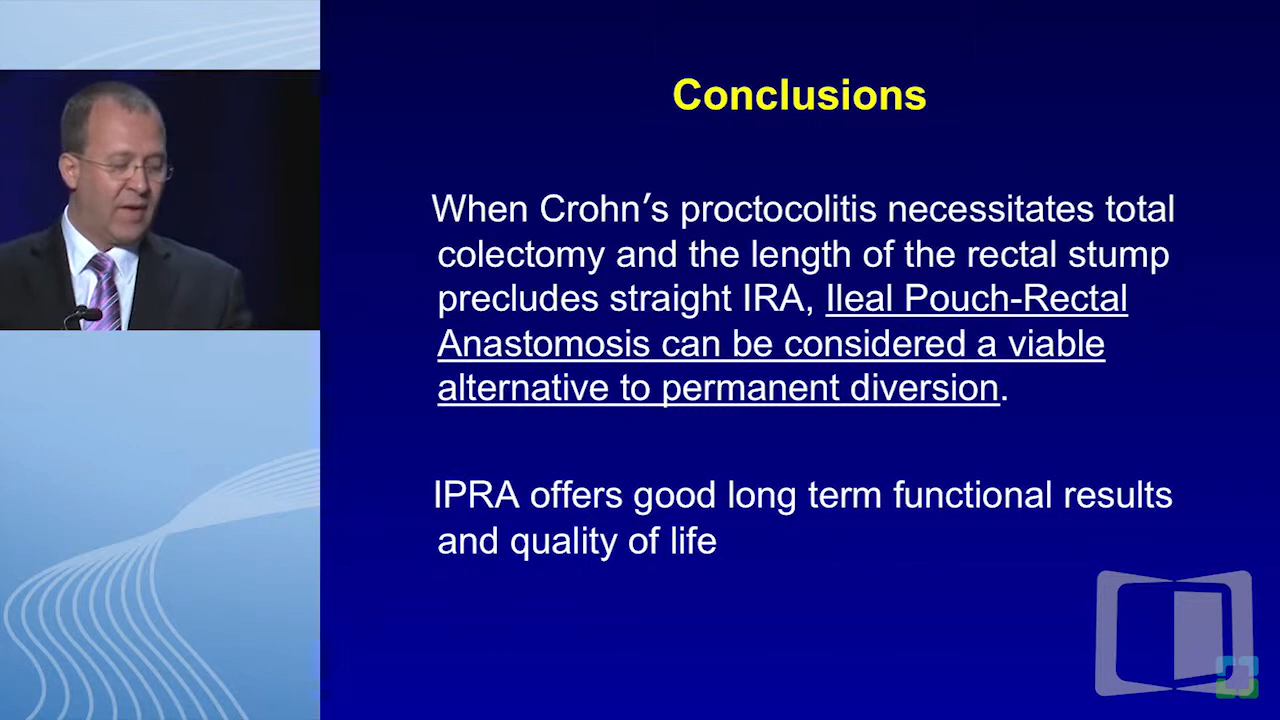 Conclusions
When Crohn’s proctocolitis necessitates total
colectomy and the length of the rectal stump
precludes straight IRA, Ileal Pouch-Rectal
Anastomosis can be considered a viable
alternative to permanent diversion.
IPRA offers good long term functional results
and quality of life